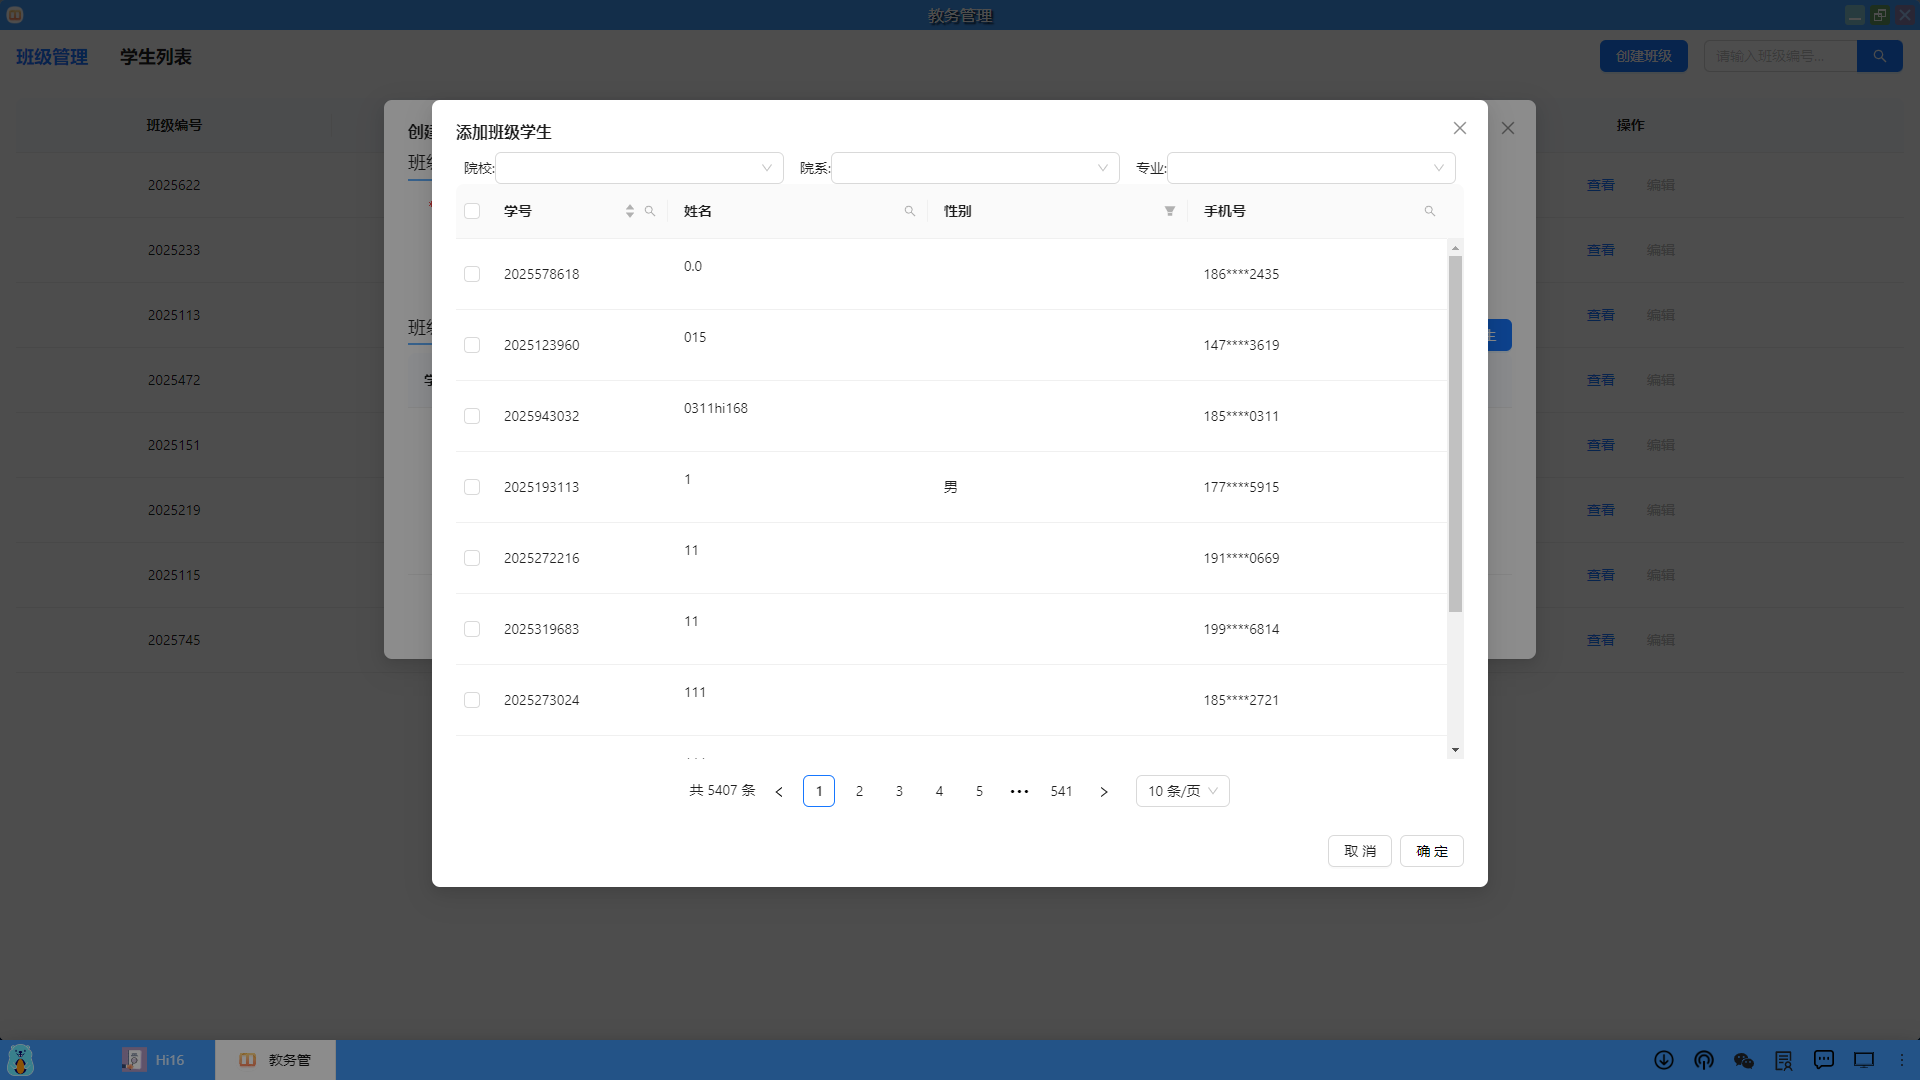 教务管理
班级管理 学生列表 创建班级 请输入班级编号...
班级编号 操作
2025622 查看 编辑
2025233 查看 编辑
2025113 查看 编辑
2025472 查看 编辑
2025151 查看 编辑
2025219 查看 编辑
2025115 查看 编辑
2025745 查看 编辑
添加班级学生
院校: 院系: 专业:
学号 姓名 性别 手机号
2025578618 0.0 186****2435
2025123960 015 147****3619
2025943032 0311hi168 185****0311
2025193113 1 男 177****5915
2025272216 11 191****0669
2025319683 11 199****6814
2025273024 111 185****2721
共 5407 条 1 2 3 4 5 ••• 541 10 条/页
取 消 确 定
Hi16 教务管